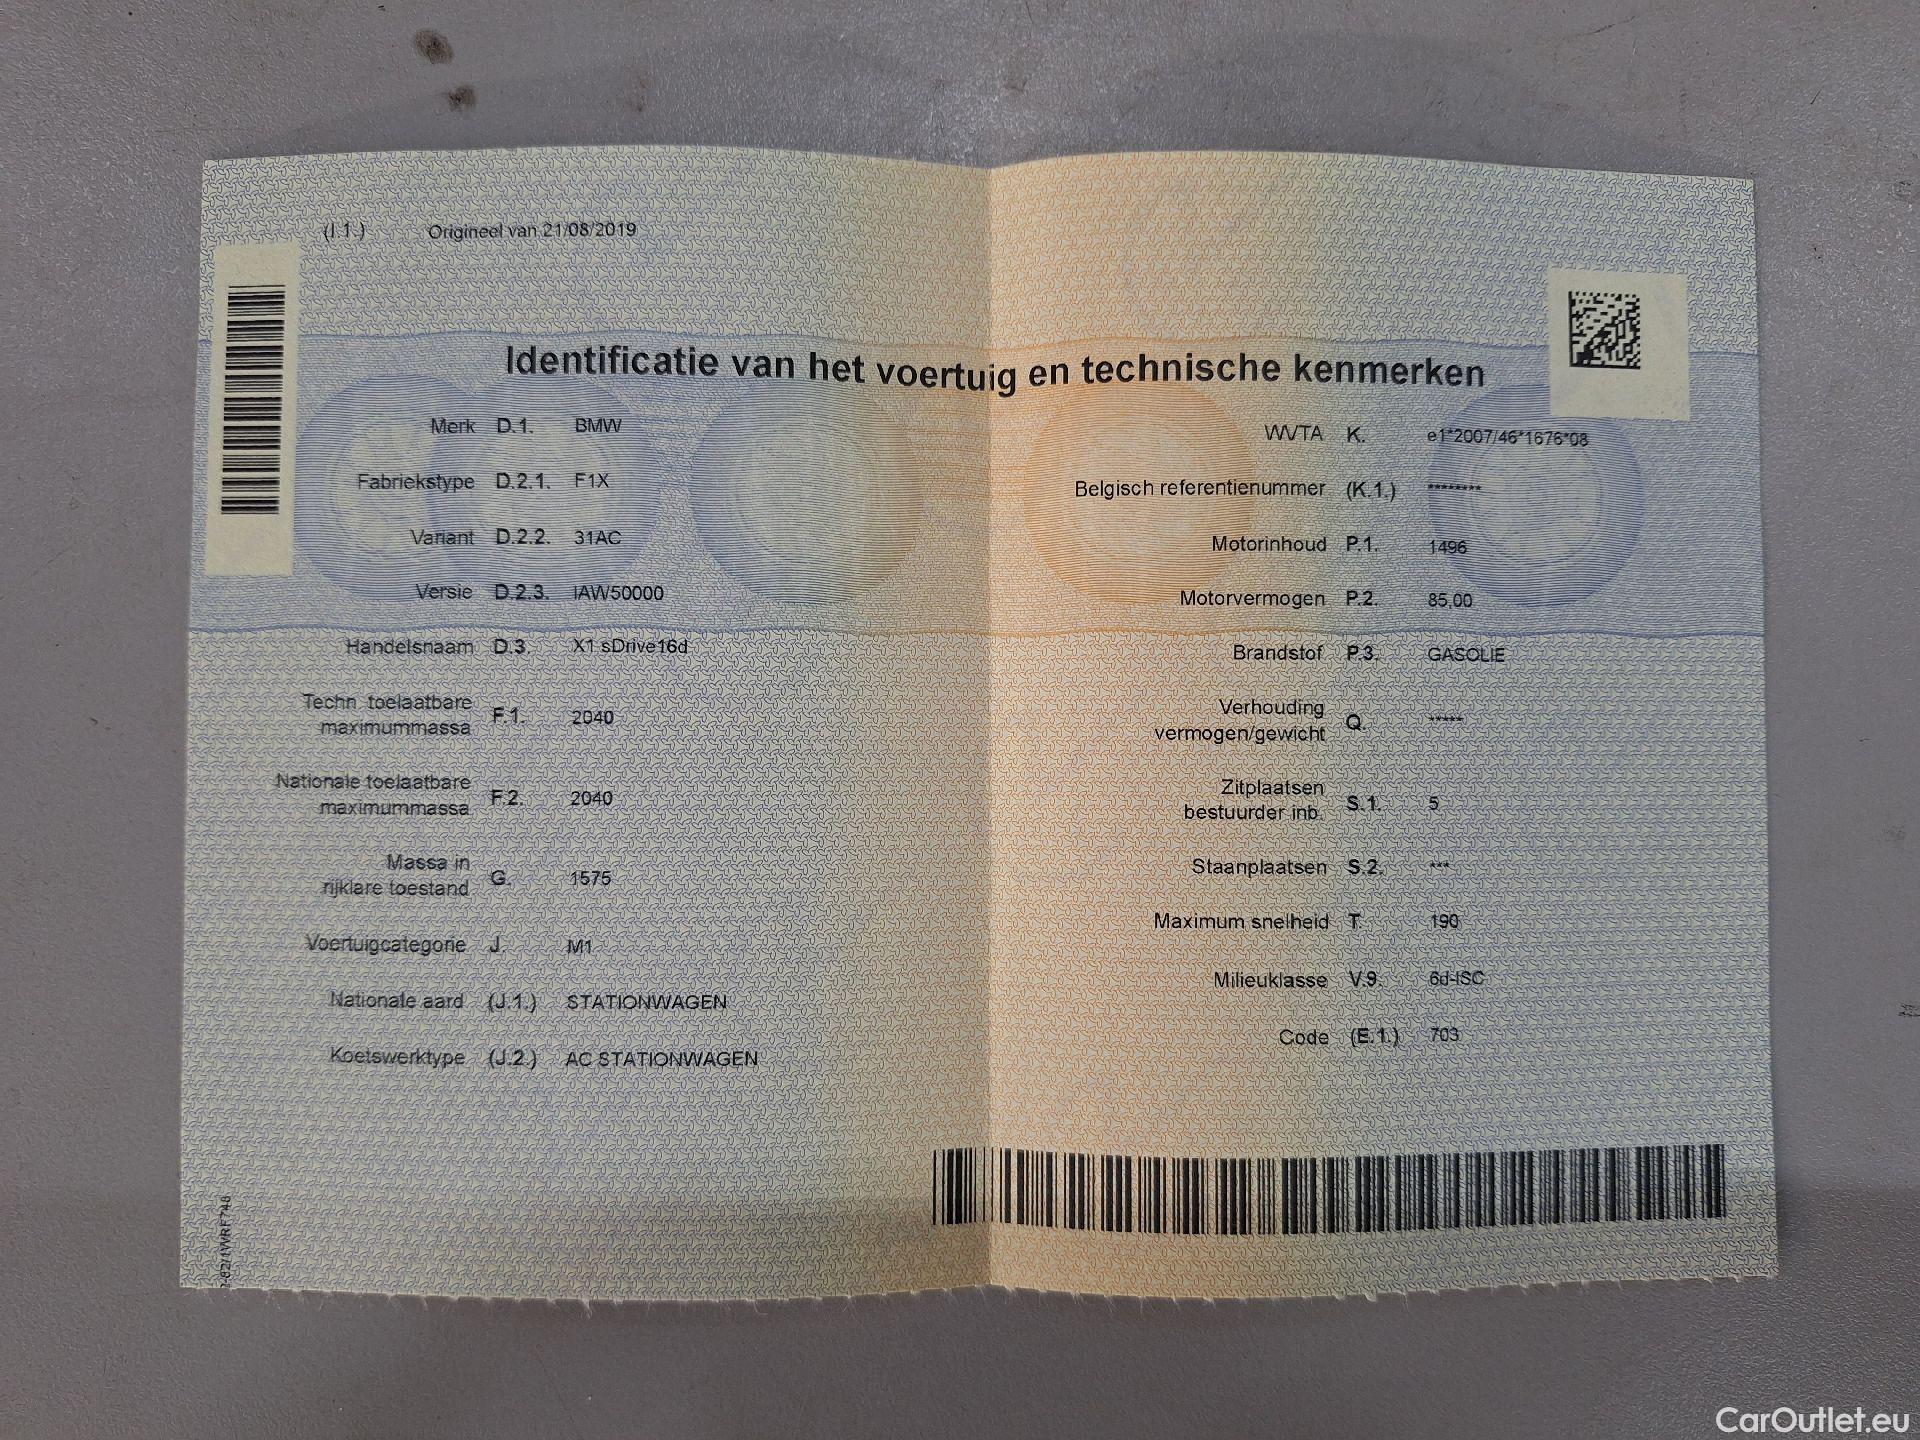 (I.1.) Origineel van 21/08/2019
Identificatie van het voertuig en technische kenmerken
Merk D.1. BMW
Fabriekstype D.2.1. F1X
Variant D.2.2. 31AC
Versie D.2.3. IAW50000
Handelsnaam D.3. X1 sDrive16d
Techn. toelaatbare
maximummassa F.1. 2040
Nationale toelaatbare
maximummassa F.2. 2040
Massa in
rijklare toestand G. 1575
Voertuigcategorie J. M1
Nationale aard (J.1.) STATIONWAGEN
Koetswerktype (J.2.) AC STATIONWAGEN
WVTA K. e1*2007/46*1676*08
Belgisch referentienummer (K.1.) ********
Motorinhoud P.1. 1496
Motorvermogen P.2. 85,00
Brandstof P.3. GASOLIE
Verhouding
vermogen/gewicht Q. *****
Zitplaatsen
bestuurder inb. S.1. 5
Staanplaatsen S.2. ***
Maximum snelheid T. 190
Milieuklasse V.9. 6d-ISC
Code (E.1.) 703
CarOutlet.eu